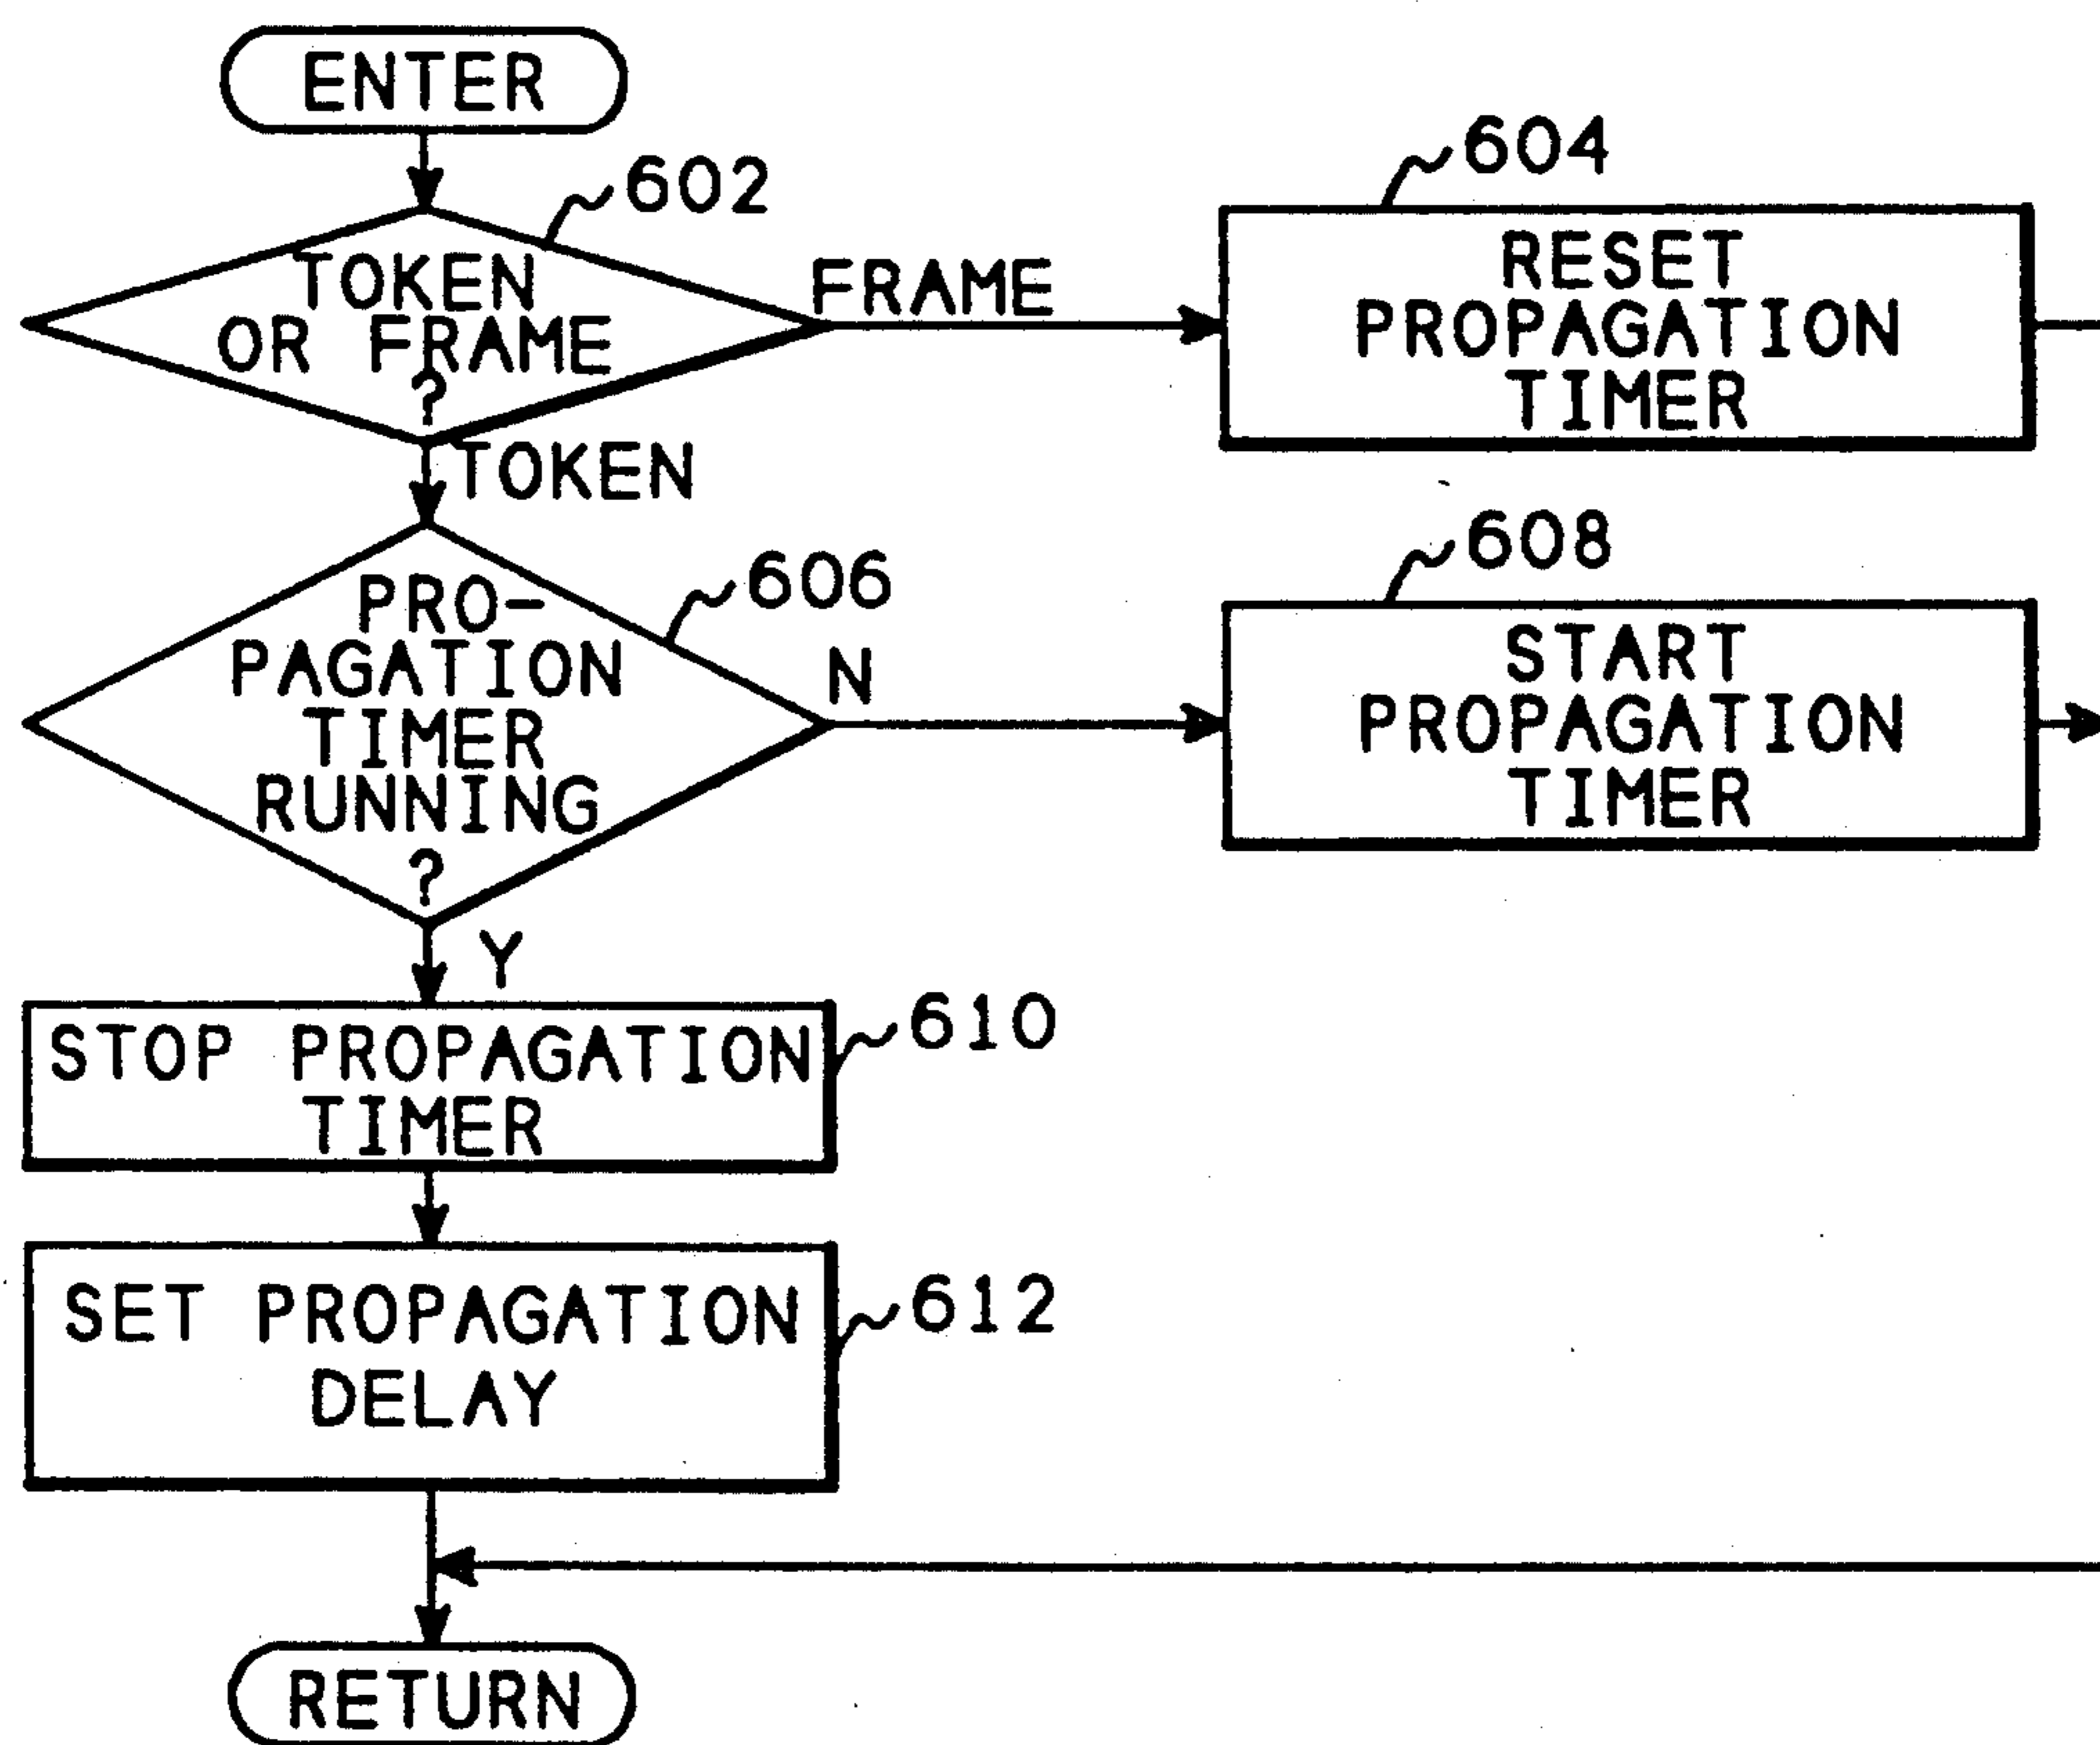 ENTER
602
TOKEN
OR FRAME
?
FRAME
604
RESET
PROPAGATION
TIMER
TOKEN
606
PRO-
PAGATION
TIMER
RUNNING
?
N
608
START
PROPAGATION
TIMER
Y
610
STOP PROPAGATION
TIMER
612
SET PROPAGATION
DELAY
RETURN